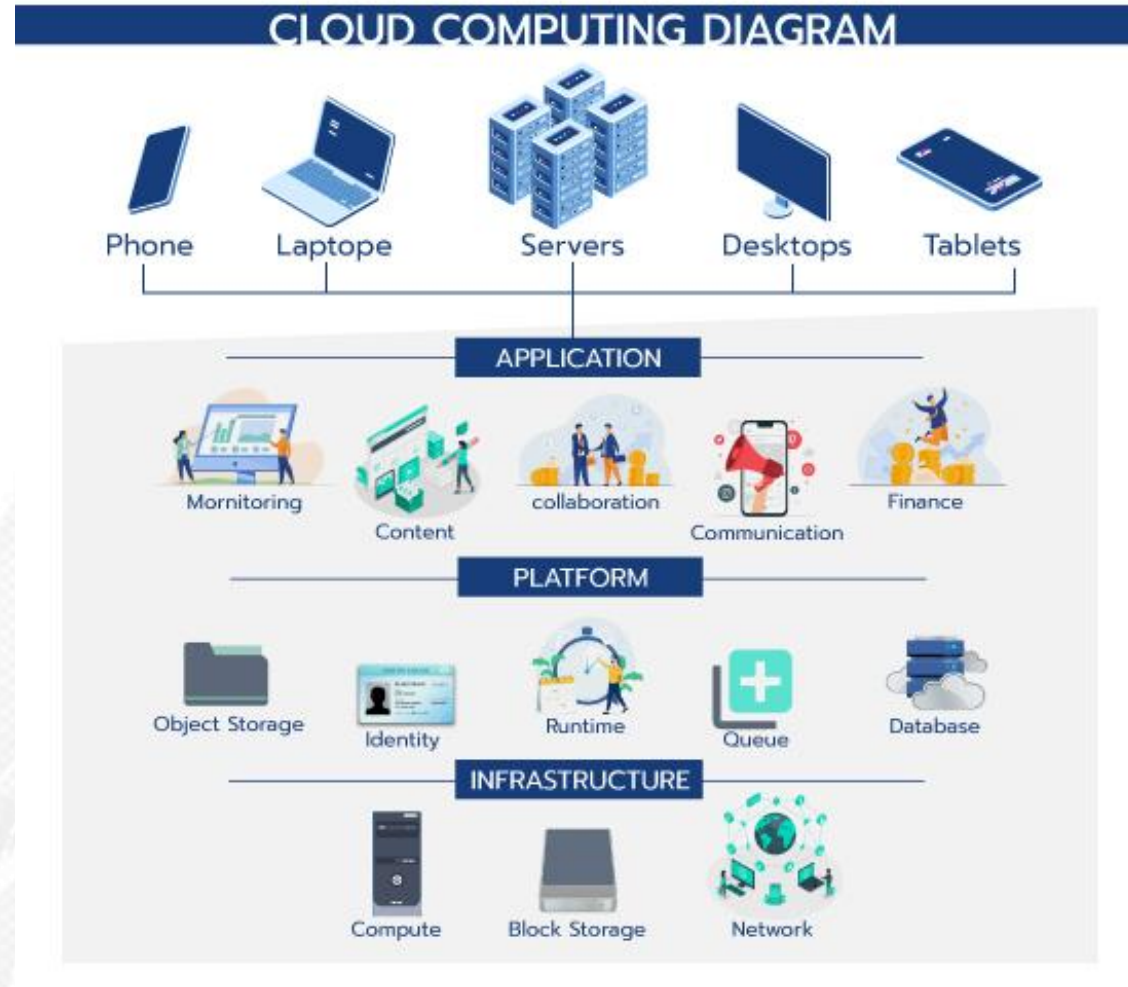 CLOUD COMPUTING DIAGRAM
Phone
Laptope
Servers
Desktops
Tablets
APPLICATION
Mornitoring
Content
collaboration
Communication
Finance
PLATFORM
Object Storage
Identity
Runtime
Queue
Database
INFRASTRUCTURE
Compute
Block Storage
Network